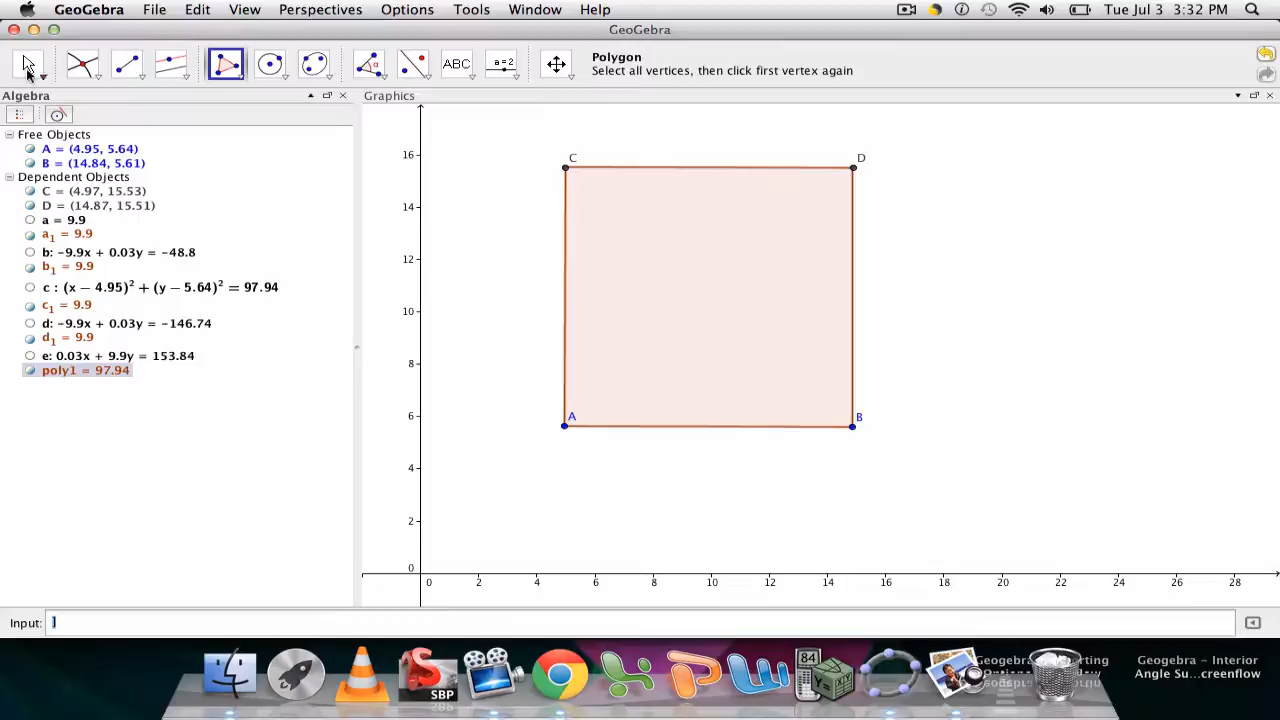 GeoGebra File Edit View Perspectives Options Tools Window Help Tue Jul 3 3:32 PM
GeoGebra
ABC a=2
Polygon
Select all vertices, then click first vertex again
Algebra
Graphics
Free Objects
A = (4.95, 5.64)
B = (14.84, 5.61)
Dependent Objects
C = (4.97, 15.53)
D = (14.87, 15.51)
a = 9.9
a₁ = 9.9
b: -9.9x + 0.03y = -48.8
b₁ = 9.9
c : (x − 4.95)² + (y − 5.64)² = 97.94
c₁ = 9.9
d: -9.9x + 0.03y = -146.74
d₁ = 9.9
e: 0.03x + 9.9y = 153.84
poly1 = 97.94
C D
A B
16
14
12
10
8
6
4
2
0
0 2 4 6 8 10 12 14 16 18 20 22 24 26 28
Input:
84
Y=
SBP
Geogebra - Interior
Angle Su...creenflow